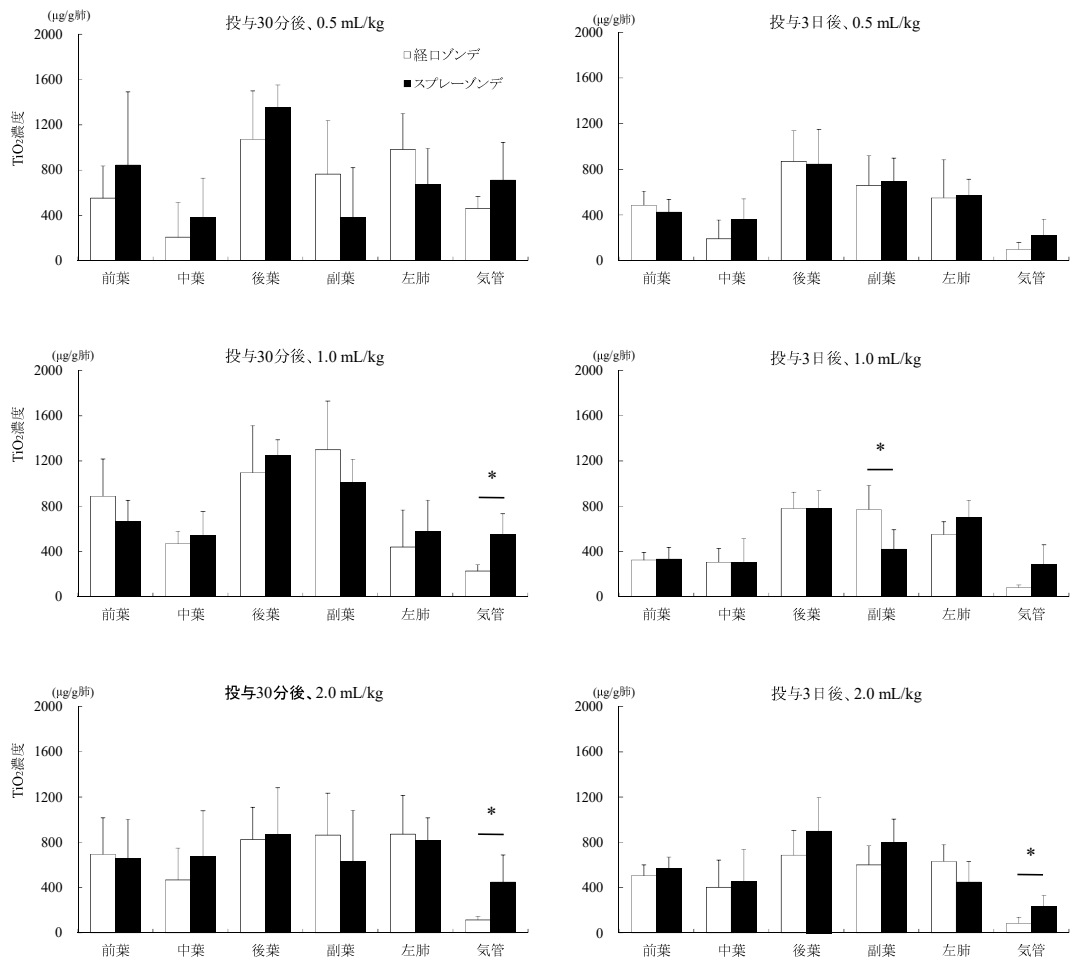 (μg/g肺)
投与30分後、0.5 mL/kg
TiO₂濃度
2000
1600
1200
800
400
0
□経口ゾンデ
■スプレーゾンデ
前葉 中葉 後葉 副葉 左肺 気管
(μg/g肺)
投与3日後、0.5 mL/kg
2000
1600
1200
800
400
0
前葉 中葉 後葉 副葉 左肺 気管
(μg/g肺)
投与30分後、1.0 mL/kg
TiO₂濃度
2000
1600
1200
800
400
0
*
前葉 中葉 後葉 副葉 左肺 気管
(μg/g肺)
投与3日後、1.0 mL/kg
2000
1600
1200
800
400
0
*
前葉 中葉 後葉 副葉 左肺 気管
(μg/g肺)
投与30分後、2.0 mL/kg
TiO₂濃度
2000
1600
1200
800
400
0
*
前葉 中葉 後葉 副葉 左肺 気管
(μg/g肺)
投与3日後、2.0 mL/kg
2000
1600
1200
800
400
0
*
前葉 中葉 後葉 副葉 左肺 気管